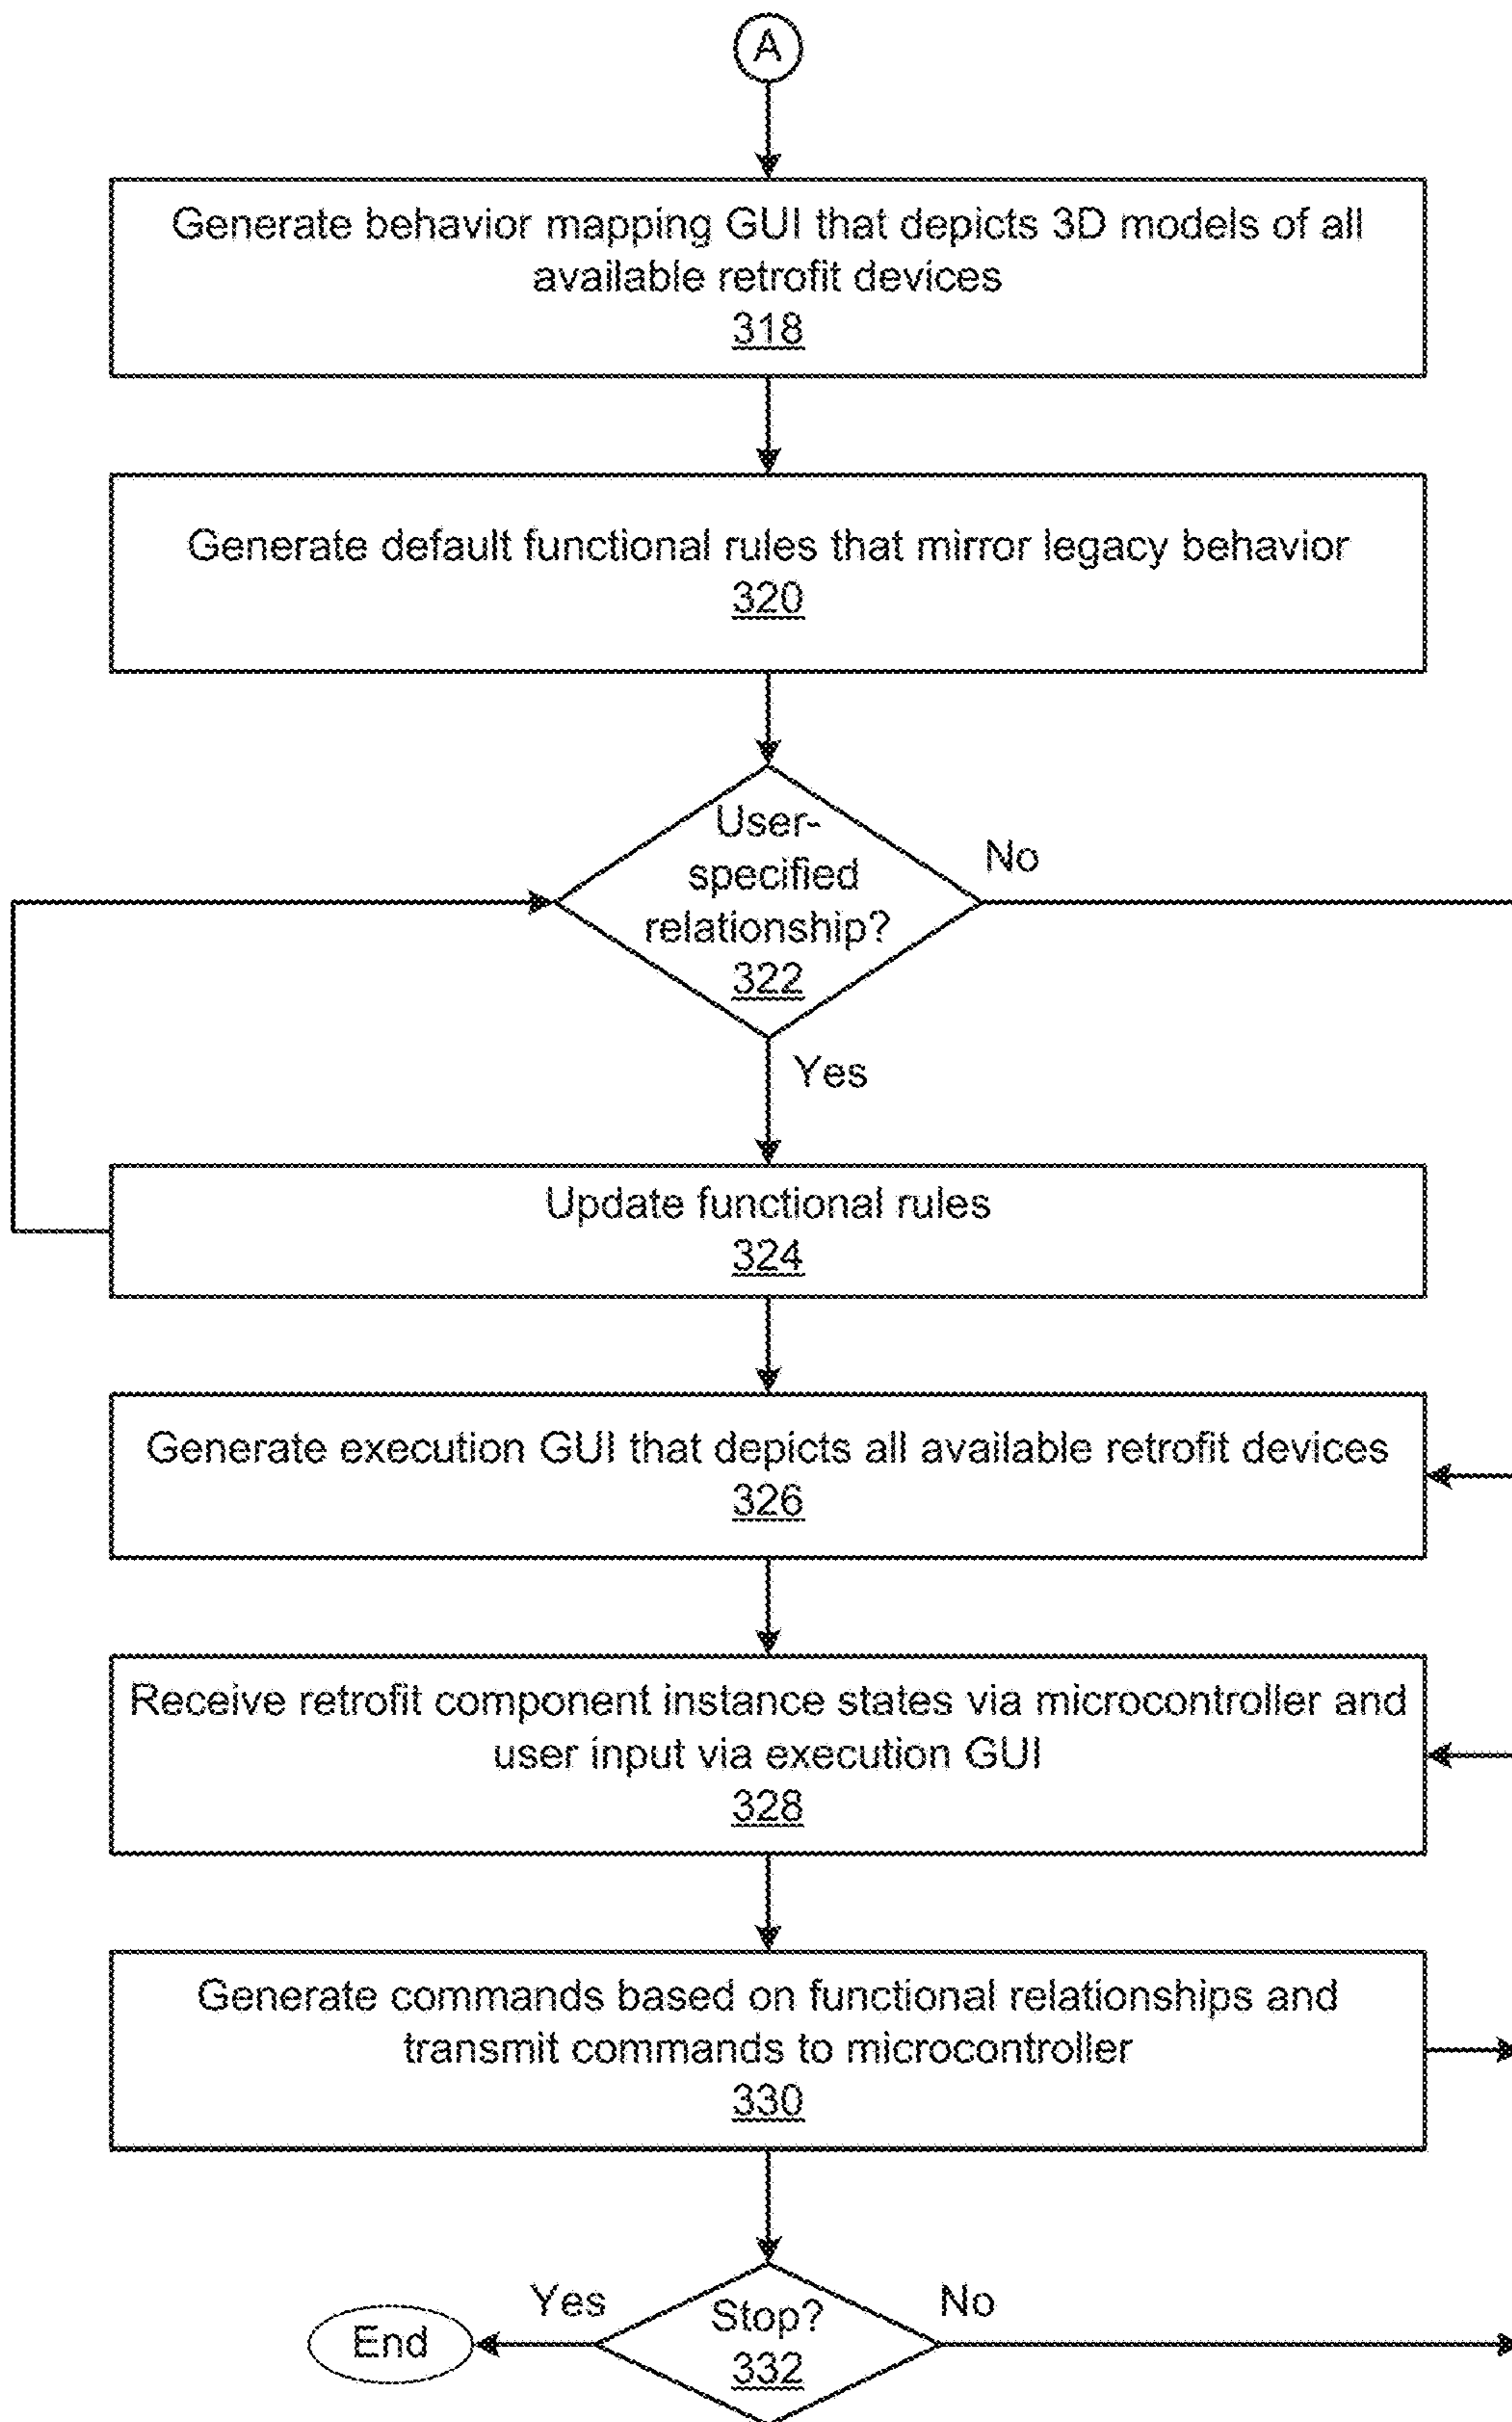 A
Generate behavior mapping GUI that depicts 3D models of all
available retrofit devices
318
Generate default functional rules that mirror legacy behavior
320
User-
specified
relationship?
322
No
Yes
Update functional rules
324
Generate execution GUI that depicts all available retrofit devices
326
Receive retrofit component instance states via microcontroller and
user input via execution GUI
328
Generate commands based on functional relationships and
transmit commands to microcontroller
330
Yes
Stop?
332
No
End